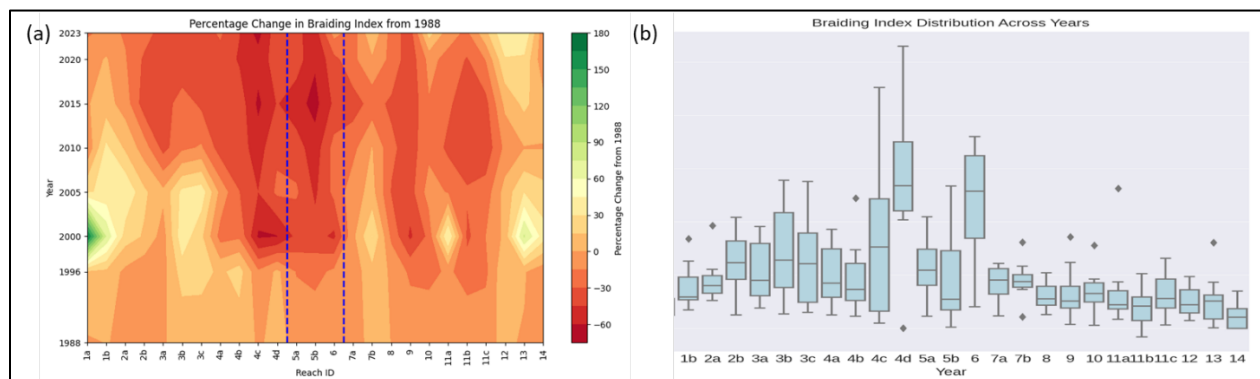 (a)
Percentage Change in Braiding Index from 1988
2023
2020
2015
2010
2005
2000
1996
1988
Year
1a 1b 2a 2b 3a 3b 3c 4a 4b 4c 4d 5a 5b 6 7a 7b 8 9 10 11a 11b 11c 12 13 14
Reach ID
180
150
120
90
60
30
0
−30
−60
Percentage Change from 1988
(b)
Braiding Index Distribution Across Years
1b 2a 2b 3a 3b 3c 4a 4b 4c 4d 5a 5b 6 7a 7b 8 9 10 11a 11b 11c 12 13 14
Year